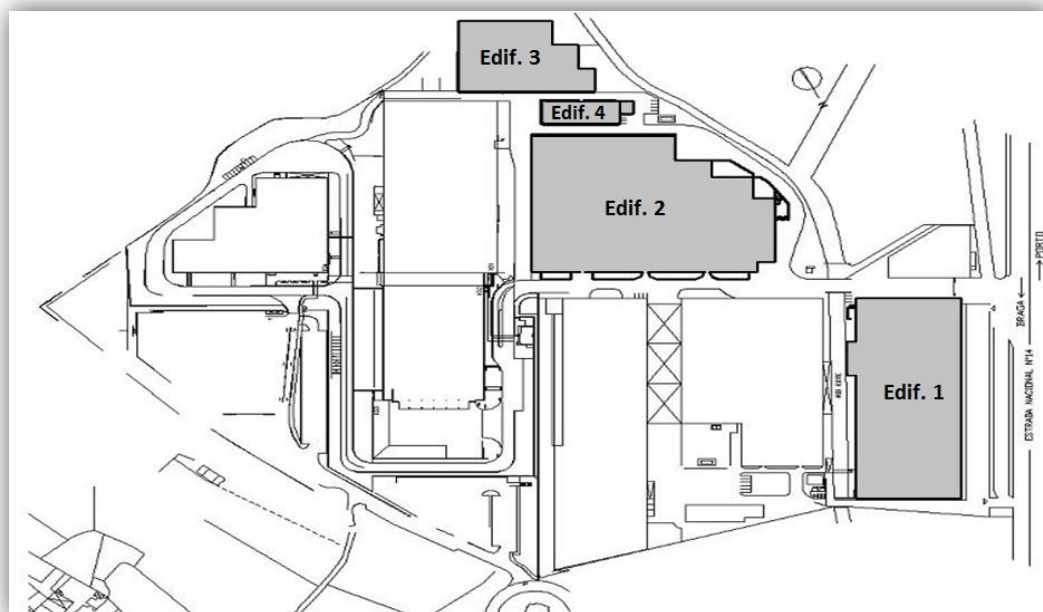 Edif. 3
Edif. 4
Edif. 2
Edif. 1
PORTO
BRAGA
ESTRADA NACIONAL Nº14